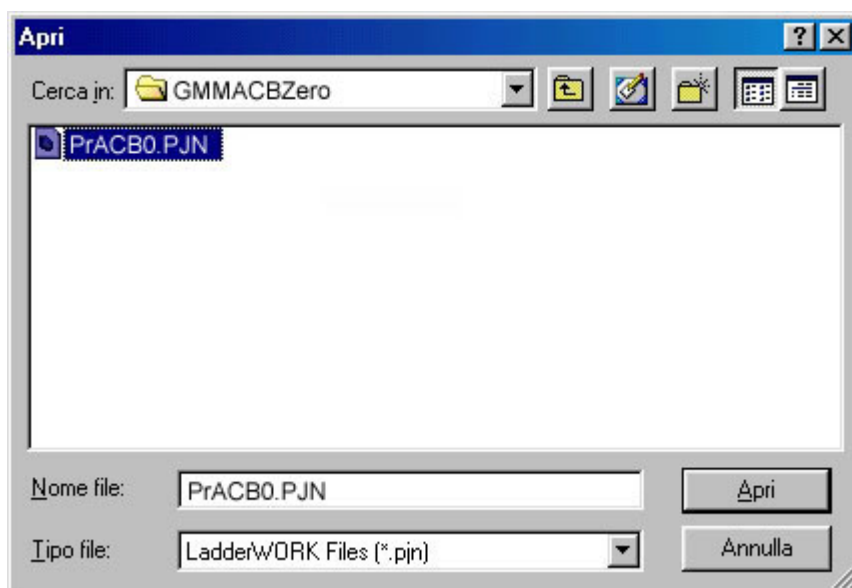 Apri
Cerca in: GMMACBZero
PrACB0.PJN
Nome file: PrACB0.PJN Apri
Tipo file: LadderWORK Files (*.pjn) Annulla